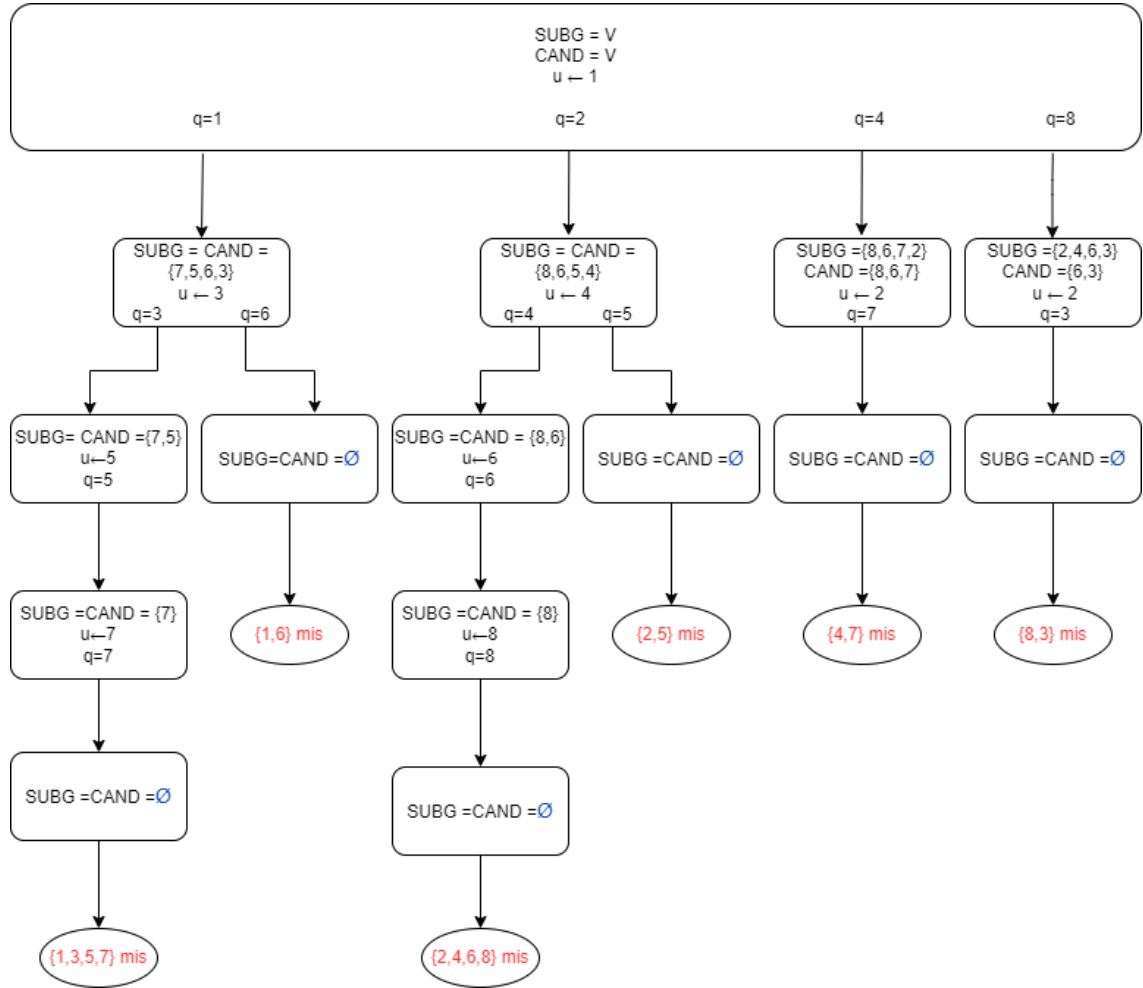 SUBG = V
CAND = V
u ← 1
q=1
q=2
q=4
q=8
SUBG = CAND =
{7,5,6,3}
u ← 3
q=3
q=6
SUBG = CAND =
{8,6,5,4}
u ← 4
q=4
q=5
SUBG ={8,6,7,2}
CAND ={8,6,7}
u ← 2
q=7
SUBG ={2,4,6,3}
CAND ={6,3}
u ← 2
q=3
SUBG= CAND ={7,5}
u←5
q=5
SUBG=CAND =Ø
SUBG =CAND = {8,6}
u←6
q=6
SUBG =CAND =Ø
SUBG =CAND =Ø
SUBG =CAND =Ø
SUBG =CAND = {7}
u←7
q=7
{1,6} mis
SUBG =CAND = {8}
u←8
q=8
{2,5} mis
{4,7} mis
{8,3} mis
SUBG =CAND =Ø
SUBG =CAND =Ø
{1,3,5,7} mis
{2,4,6,8} mis